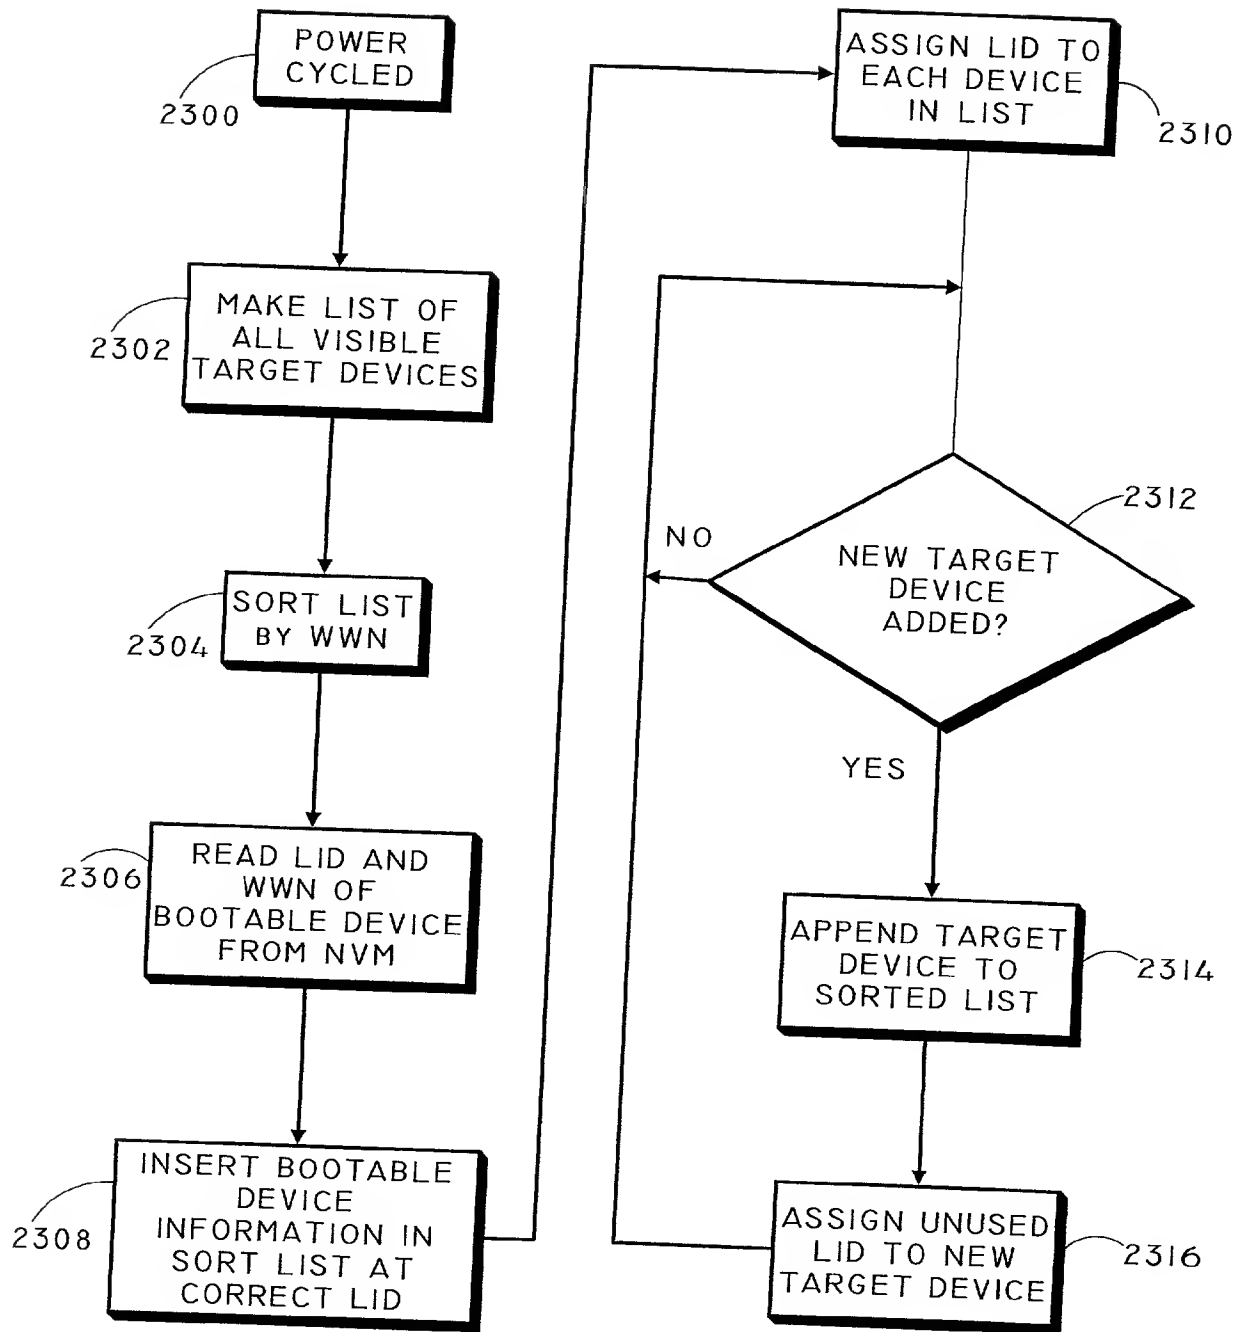 POWER
CYCLED
2300
MAKE LIST OF
ALL VISIBLE
TARGET DEVICES
2302
SORT LIST
BY WWN
2304
READ LID AND
WWN OF
BOOTABLE DEVICE
FROM NVM
2306
INSERT BOOTABLE
DEVICE
INFORMATION IN
SORT LIST AT
CORRECT LID
2308
ASSIGN LID TO
EACH DEVICE
IN LIST
2310
NEW TARGET
DEVICE
ADDED?
2312
NO
YES
APPEND TARGET
DEVICE TO
SORTED LIST
2314
ASSIGN UNUSED
LID TO NEW
TARGET DEVICE
2316